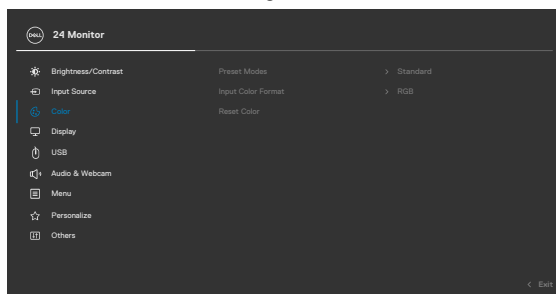 DELL 24 Monitor
Brightness/Contrast Preset Modes > Standard
Input Source Input Color Format > RGB
Color Reset Color
Display
USB
Audio & Webcam
Menu
Personalize
Others
< Exit